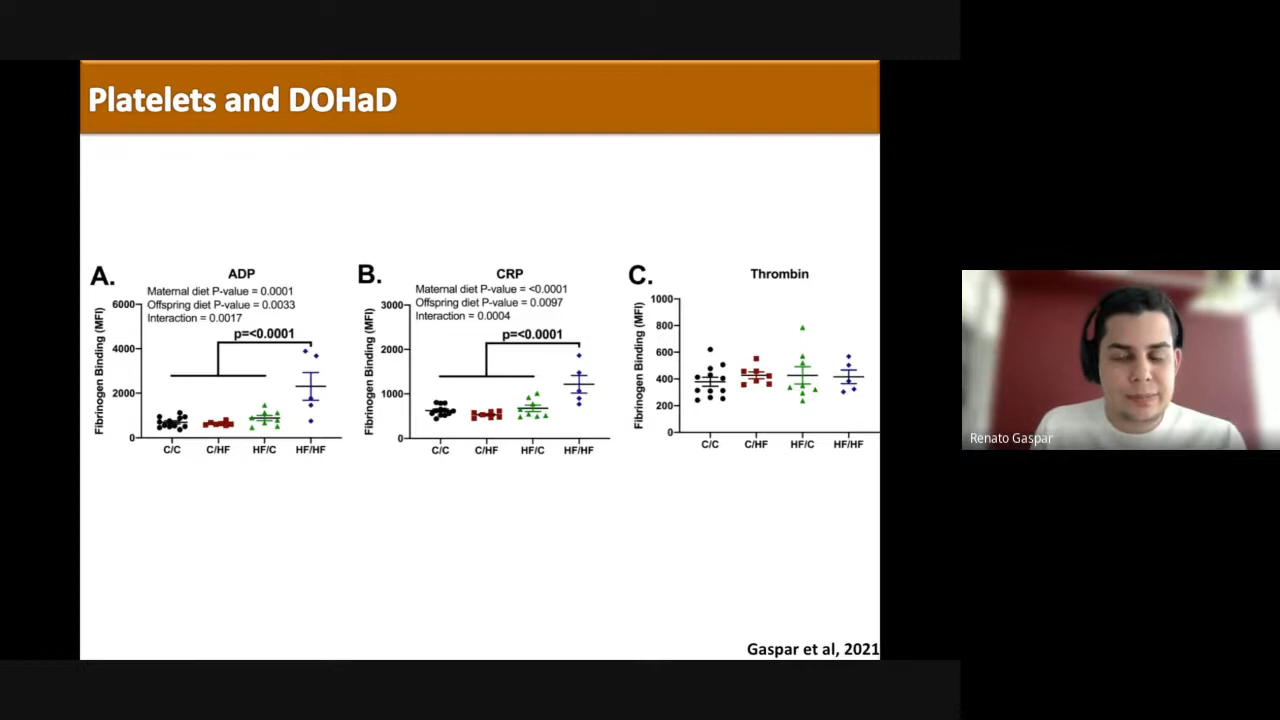 Platelets and DOHaD
A.
ADP
Maternal diet P-value = 0.0001
Offspring diet P-value = 0.0033
Interaction = 0.0017
p=<0.0001
Fibrinogen Binding (MFI)
6000
4000
2000
0
C/C C/HF HF/C HF/HF
B.
CRP
Maternal diet P-value = <0.0001
Offspring diet P-value = 0.0097
Interaction = 0.0004
p=<0.0001
Fibrinogen Binding (MFI)
3000
2000
1000
0
C/C C/HF HF/C HF/HF
C.
Thrombin
Fibrinogen Binding (MFI)
1000
800
600
400
200
0
C/C C/HF HF/C HF/HF
Gaspar et al, 2021
Renato Gaspar